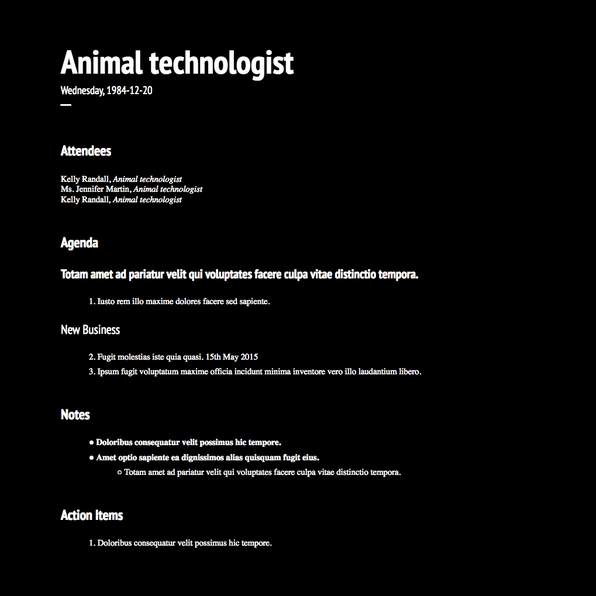 Animal technologist
Wednesday, 1984-12-20
Attendees
Kelly Randall, Animal technologist
Ms. Jennifer Martin, Animal technologist
Kelly Randall, Animal technologist
Agenda
Totam amet ad pariatur velit qui voluptates facere culpa vitae distinctio tempora.
1. Iusto rem illo maxime dolores facere sed sapiente.
New Business
2. Fugit molestias iste quia quasi. 15th May 2015
3. Ipsum fugit voluptatum maxime officia incidunt minima inventore vero illo laudantium libero.
Notes
• Doloribus consequatur velit possimus hic tempore.
• Amet optio sapiente ea dignissimos alias quisquam fugit eius.
○ Totam amet ad pariatur velit qui voluptates facere culpa vitae distinctio tempora.
Action Items
1. Doloribus consequatur velit possimus hic tempore.